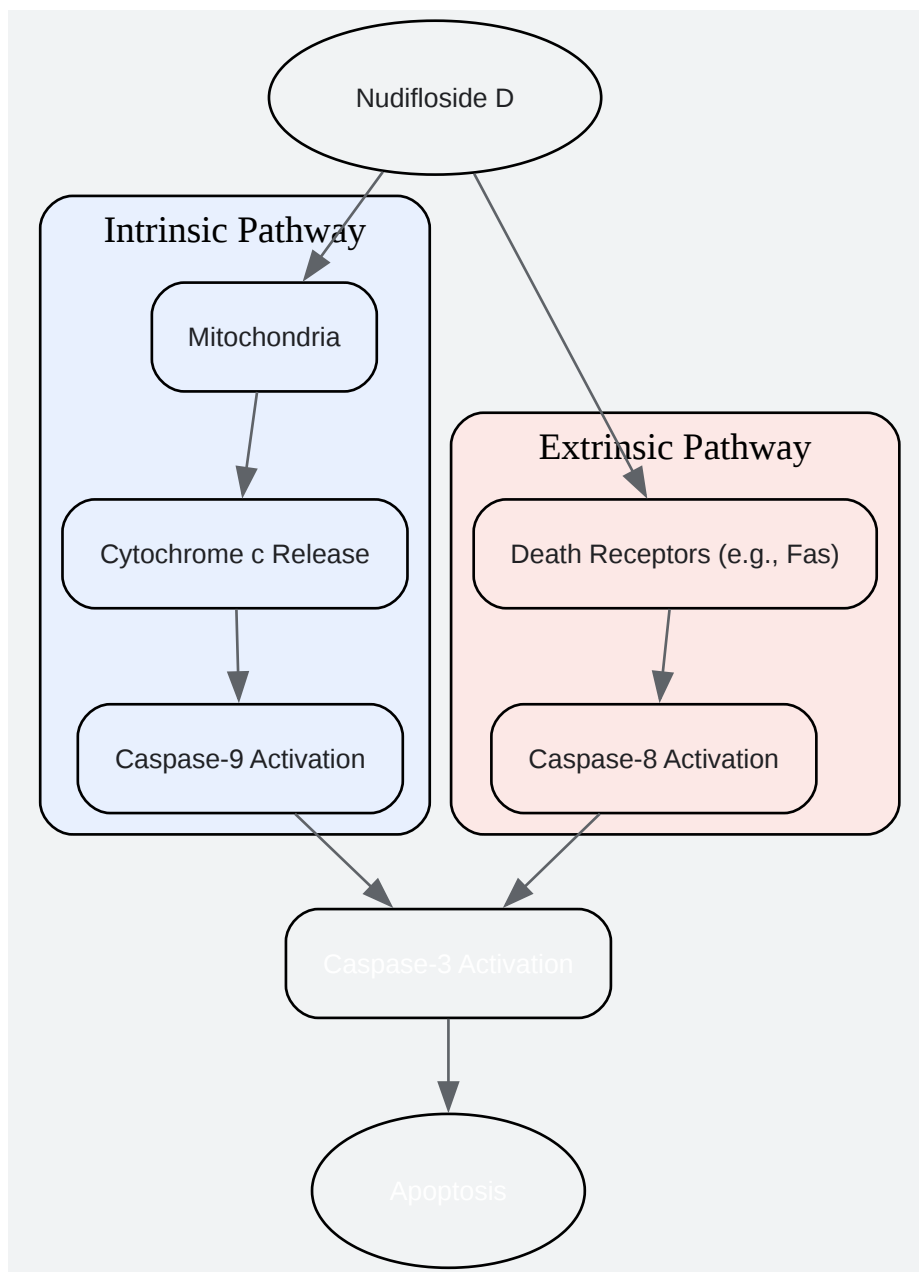 Nudifloside D
Intrinsic Pathway
Mitochondria
Extrinsic Pathway
Cytochrome c Release
Death Receptors (e.g., Fas)
Caspase-9 Activation
Caspase-8 Activation
Caspase-3 Activation
Apoptosis